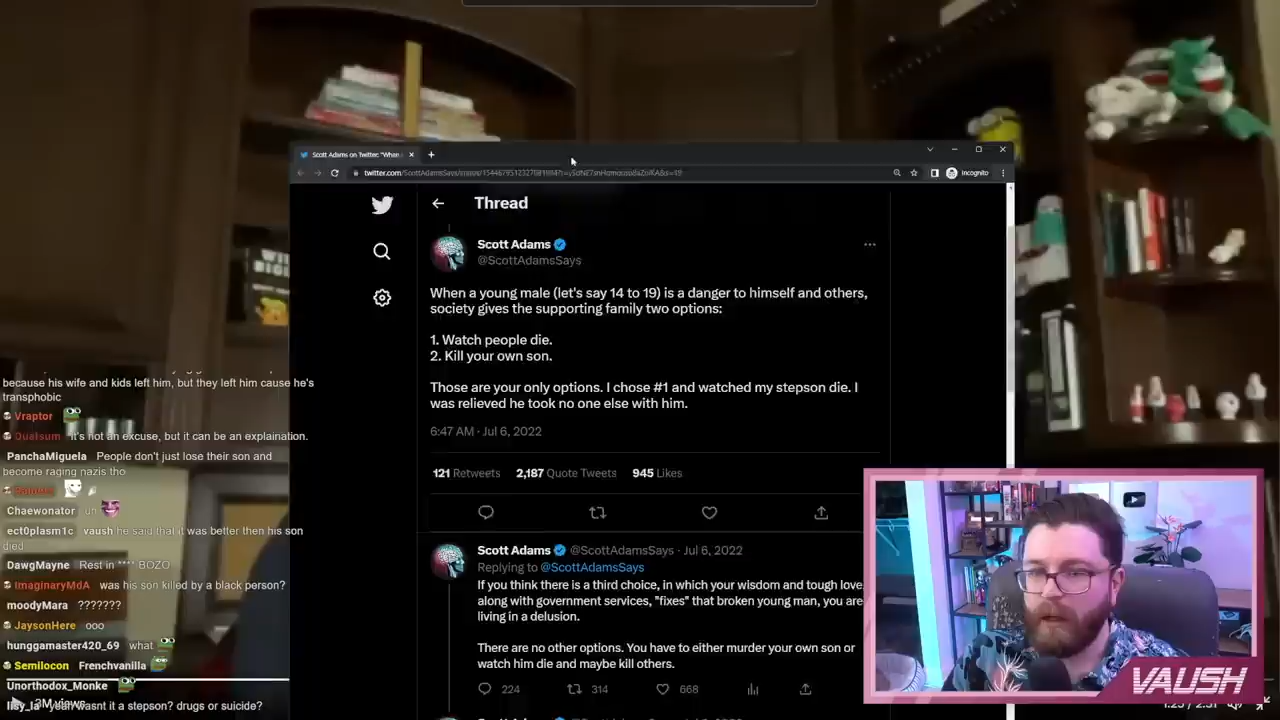 Scott Adams on Twitter: "When
twitter.com/ScottAdamsSays/status/
Incognito
Thread
Scott Adams
@ScottAdamsSays
When a young male (let's say 14 to 19) is a danger to himself and others,
society gives the supporting family two options:
1. Watch people die.
2. Kill your own son.
Those are your only options. I chose #1 and watched my stepson die. I
was relieved he took no one else with him.
6:47 AM · Jul 6, 2022
121 Retweets 2,187 Quote Tweets 945 Likes
Scott Adams @ScottAdamsSays · Jul 6, 2022
Replying to @ScottAdamsSays
If you think there is a third choice, in which your wisdom and tough love,
along with government services, "fixes" that broken young man, you are
living in a delusion.
There are no other options. You have to either murder your own son or
watch him die and maybe kill others.
224 314 668
because his wife and kids left him, but they left him cause he's
transphobic
Vraptor
Dualsum It's not an excuse, but it can be an explaination.
PanchaMiguela People don't just lose their son and
become raging nazis tho
Chaewonator uh
ect0plasm1c vaush he said that it was better then his son
died
DawgMayne Rest in **** BOZO
ImaginaryMdA was his son killed by a black person?
moodyMara ???????
JaysonHere ooo
hunggamaster420_69 what
Semilocon Frenchvanilla
Unorthodox_Monke
wasnt it a stepson? drugs or suicide?
VAUSH